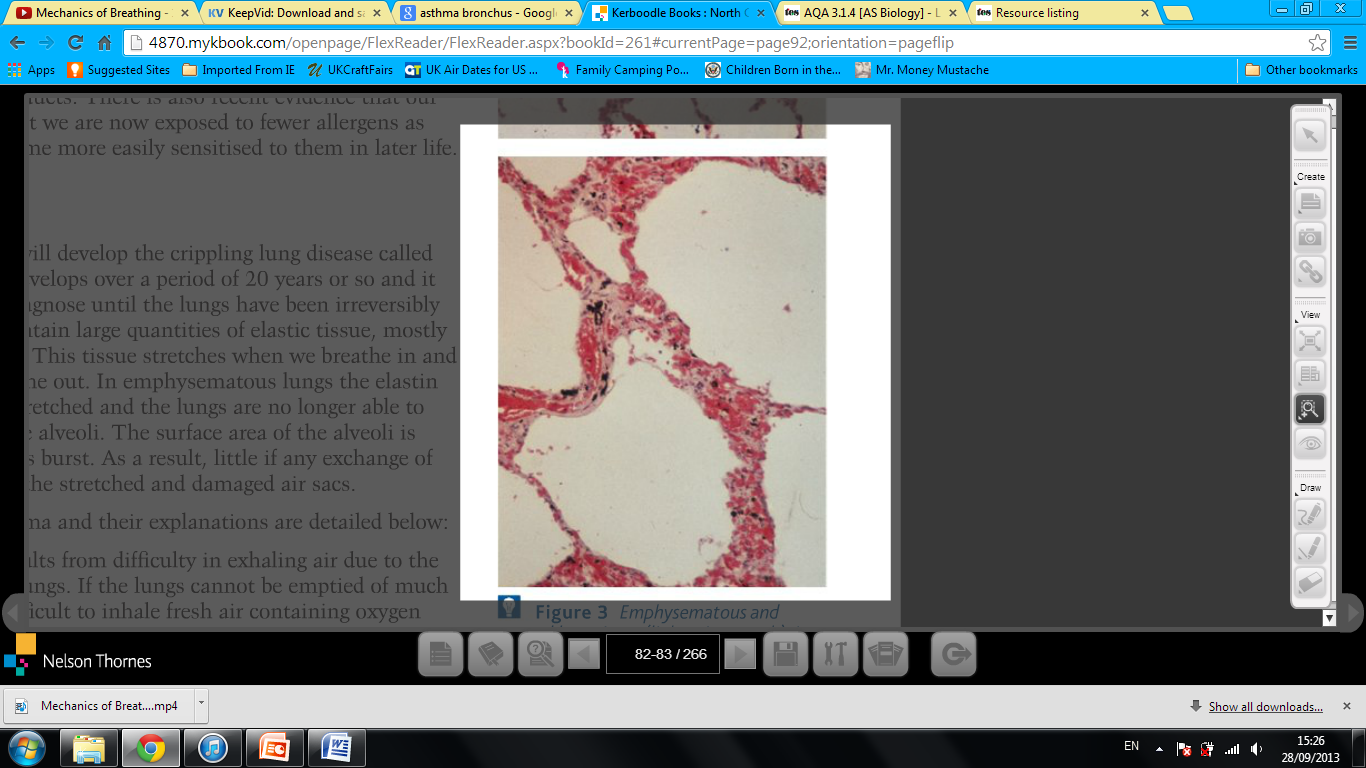 Mechanics of Breathing -
KeepVid: Download and sa
asthma bronchus - Googl
Kerboodle Books : North
AQA 3.1.4 [AS Biology] - L
Resource listing
4870.mykbook.com/openpage/FlexReader/FlexReader.aspx?bookId=261#currentPage=page92;orientation=pageflip
Apps
Suggested Sites
Imported From IE
UKCraftFairs
UK Air Dates for US ...
Family Camping Po...
Children Born in the...
Mr. Money Mustache
Other bookmarks
ucts. There is also recent evidence that our
t we are now exposed to fewer allergens as
me more easily sensitised to them in later life.
will develop the crippling lung disease called
velops over a period of 20 years or so and it
gnose until the lungs have been irreversibly
ntain large quantities of elastic tissue, mostly
This tissue stretches when we breathe in and
ne out. In emphysematous lungs the elastin
retched and the lungs are no longer able to
e alveoli. The surface area of the alveoli is
s burst. As a result, little if any exchange of
the stretched and damaged air sacs.
ma and their explanations are detailed below:
ults from difficulty in exhaling air due to the
ungs. If the lungs cannot be emptied of much
ficult to inhale fresh air containing oxygen
Figure 3 Emphysematous and
Create
View
Draw
Nelson Thornes
82-83 / 266
Mechanics of Breat....mp4
Show all downloads...
EN
15:26
28/09/2013